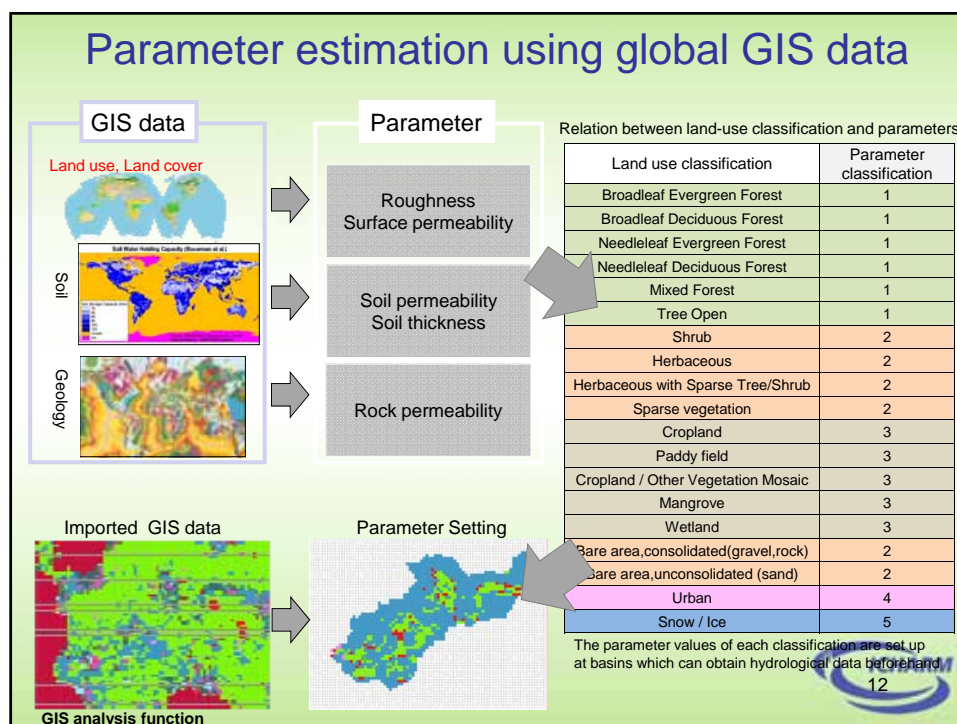 Parameter estimation using global GIS data
GIS data
Land use, Land cover
Soil Water Holding Capacity
Soil
Geology
Parameter
Roughness
Surface permeability
Soil permeability
Soil thickness
Rock permeability
Relation between land-use classification and parameters
Land use classification Parameter classification
Broadleaf Evergreen Forest 1
Broadleaf Deciduous Forest 1
Needleleaf Evergreen Forest 1
Needleleaf Deciduous Forest 1
Mixed Forest 1
Tree Open 1
Shrub 2
Herbaceous 2
Herbaceous with Sparse Tree/Shrub 2
Sparse vegetation 2
Cropland 3
Paddy field 3
Cropland / Other Vegetation Mosaic 3
Mangrove 3
Wetland 3
Bare area,consolidated(gravel,rock) 2
Bare area,unconsolidated (sand) 2
Urban 4
Snow / Ice 5
The parameter values of each classification are set up
at basins which can obtain hydrological data beforehand
Imported GIS data
Parameter Setting
GIS analysis function
ICHARM
12